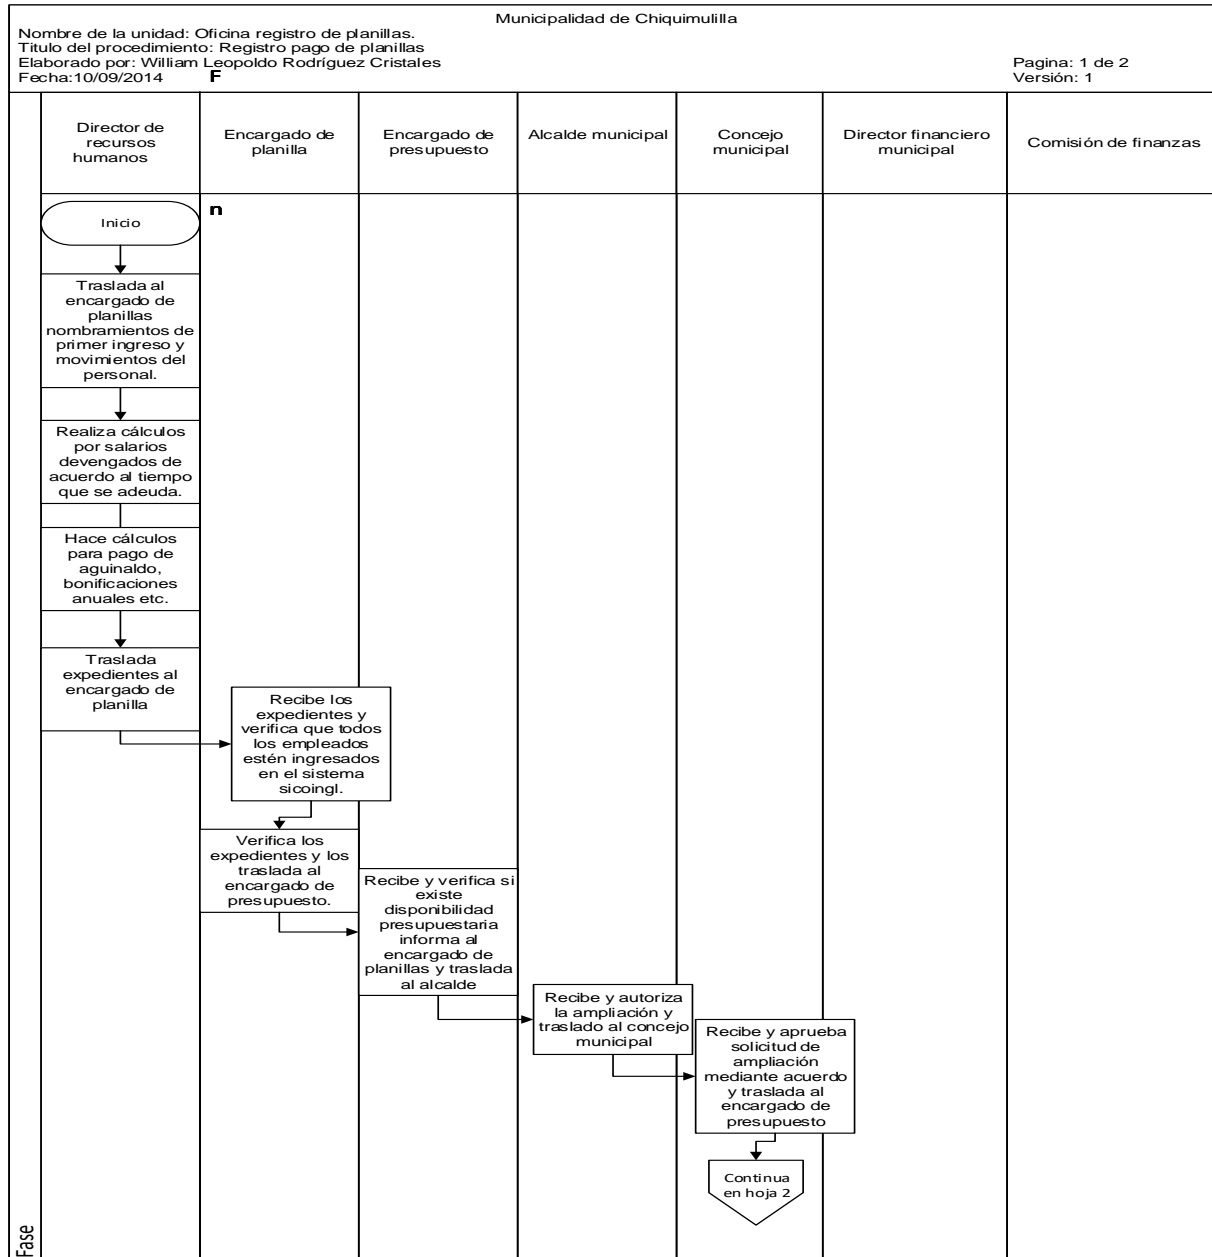 Municipalidad de Chiquimulilla
Nombre de la unidad: Oficina registro de planillas.
Titulo del procedimiento: Registro pago de planillas
Elaborado por: William Leopoldo Rodríguez Cristales
Pagina: 1 de 2
Fecha:10/09/2014
F
Versión: 1
Director de
recursos
humanos
Encargado de
planilla
Encargado de
presupuesto
Alcalde municipal
Concejo
municipal
Director financiero
municipal
Comisión de finanzas
n
Inicio
Traslada al
encargado de
planillas
nombramientos de
primer ingreso y
movimientos del
personal.
Realiza cálculos
por salarios
devengados de
acuerdo al tiempo
que se adeuda.
Hace cálculos
para pago de
aguinaldo,
bonificaciones
anuales etc.
Traslada
expedientes al
encargado de
planilla
Recibe los
expedientes y
verifica que todos
los empleados
estén ingresados
en el sistema
sicoingl.
Verifica los
expedientes y los
traslada al
encargado de
presupuesto.
Recibe y verifica si
existe
disponibilidad
presupuestaria
informa al
encargado de
planillas y traslada
al alcalde
Recibe y autoriza
la ampliación y
traslado al concejo
municipal
Recibe y aprueba
solicitud de
ampliación
mediante acuerdo
y traslada al
encargado de
presupuesto
Continua
en hoja 2
Fase